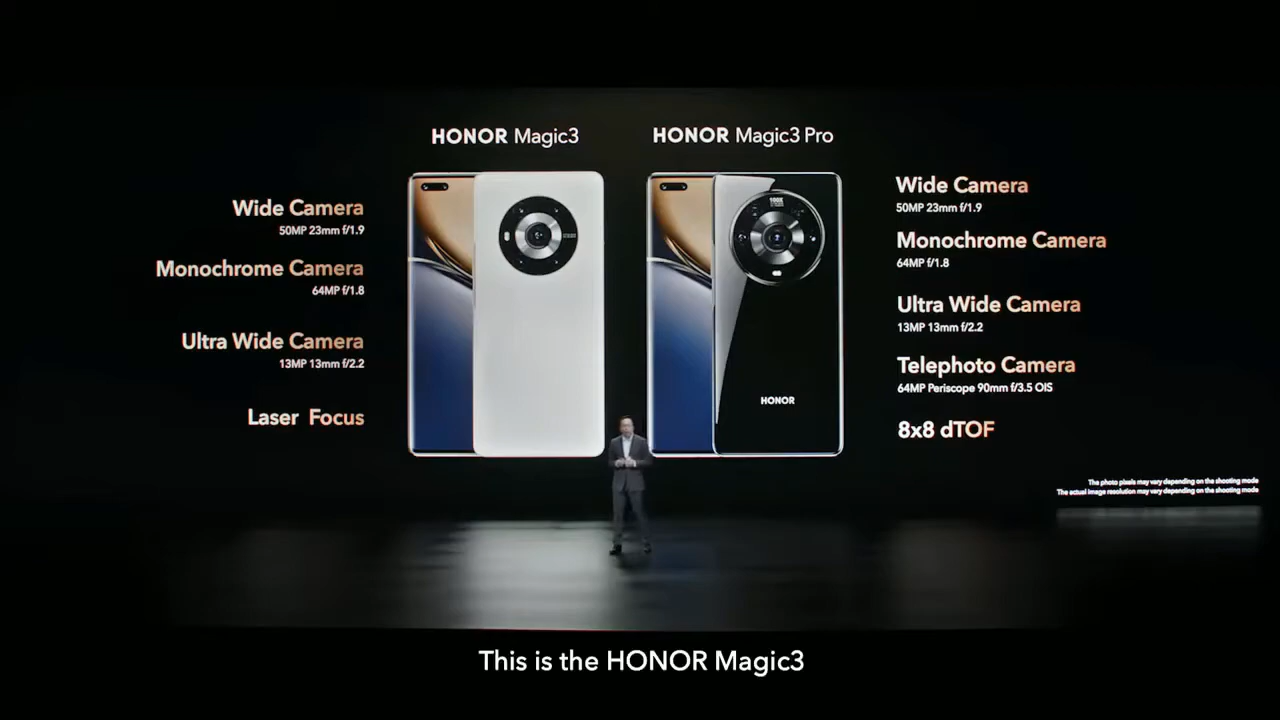 HONOR Magic3
HONOR Magic3 Pro
Wide Camera
50MP 23mm f/1.9
Monochrome Camera
64MP f/1.8
Ultra Wide Camera
13MP 13mm f/2.2
Laser Focus
Wide Camera
50MP 23mm f/1.9
Monochrome Camera
64MP f/1.8
Ultra Wide Camera
13MP 13mm f/2.2
Telephoto Camera
64MP Periscope 90mm f/3.5 OIS
8x8 dTOF
100X
HONOR
The photo pixels may vary depending on the shooting mode
The actual image resolution may vary depending on the shooting mode
This is the HONOR Magic3